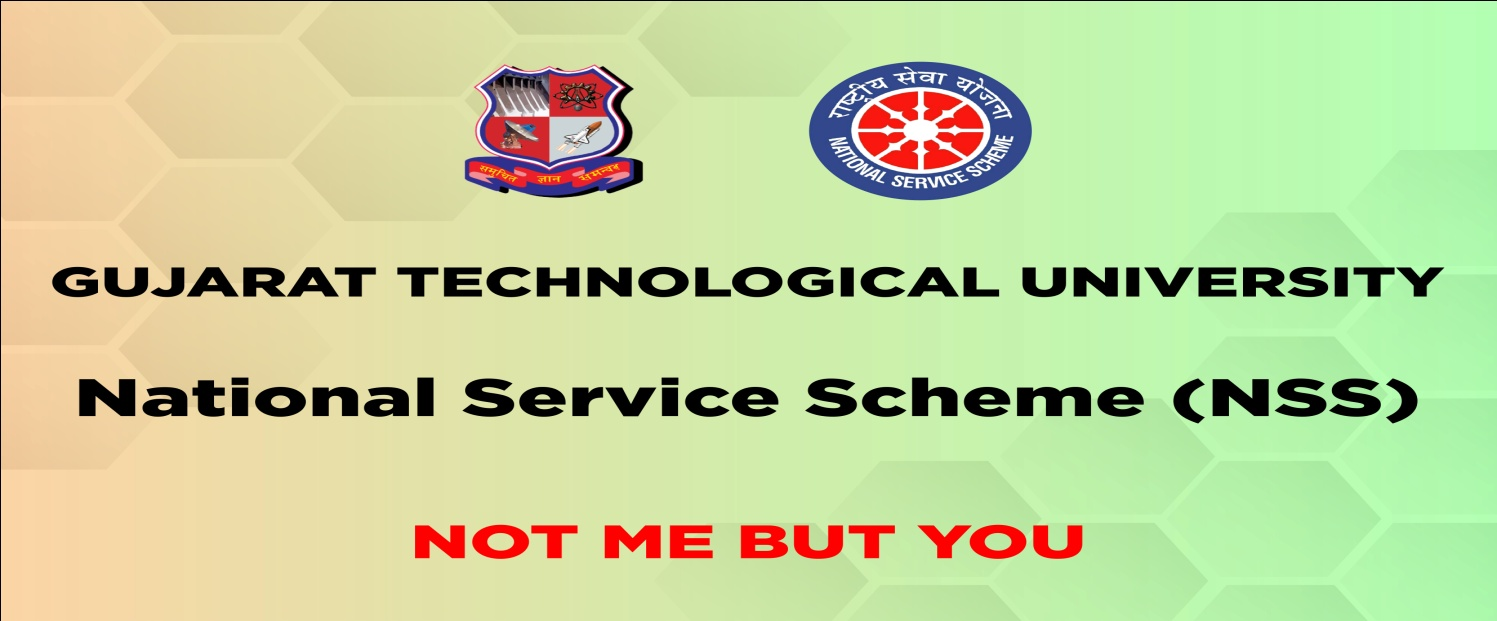 समुचित ज्ञान समन्वय
राष्ट्रीय सेवा योजना
NATIONAL SERVICE SCHEME
GUJARAT TECHNOLOGICAL UNIVERSITY
National Service Scheme (NSS)
NOT ME BUT YOU